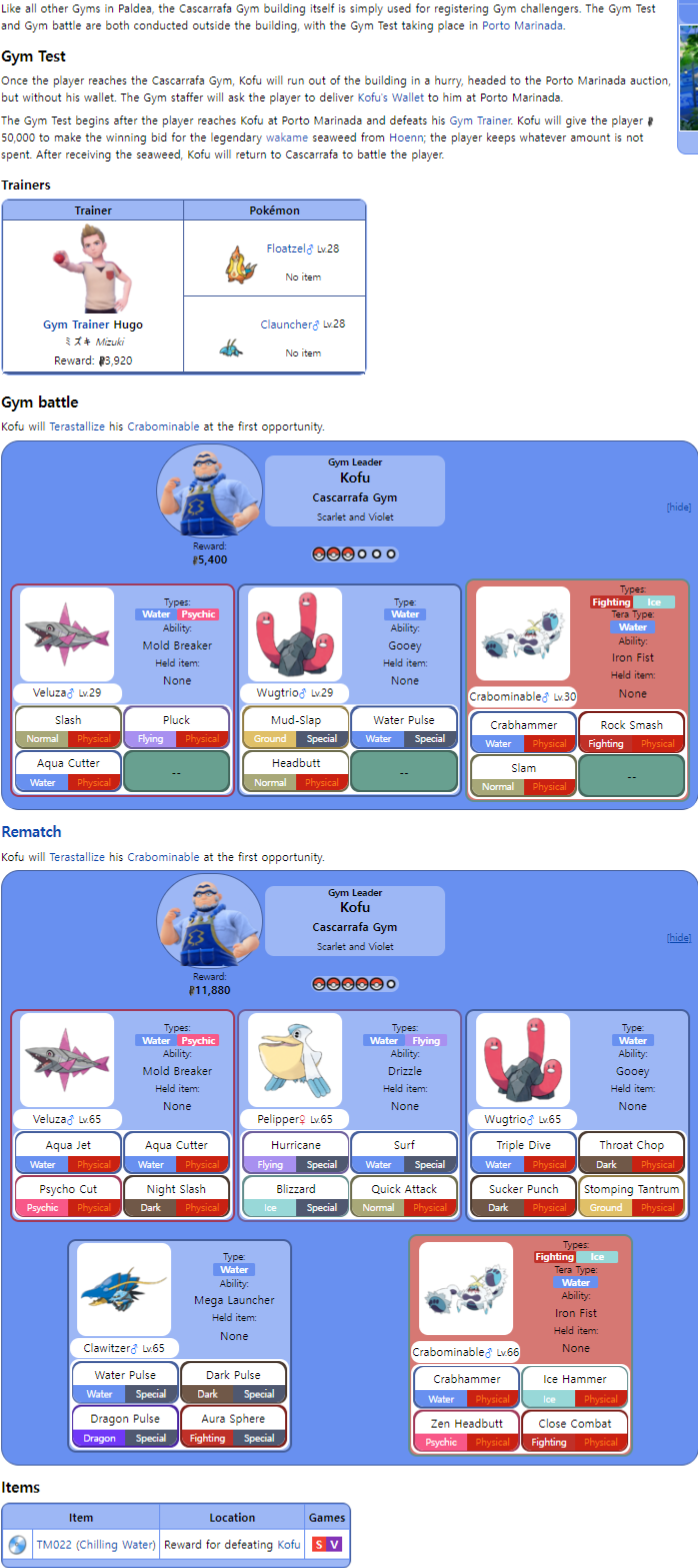 Like all other Gyms in Paldea, the Cascarrafa Gym building itself is simply used for registering Gym challengers. The Gym Test
and Gym battle are both conducted outside the building, with the Gym Test taking place in Porto Marinada.
Gym Test
Once the player reaches the Cascarrafa Gym, Kofu will run out of the building in a hurry, headed to the Porto Marinada auction,
but without his wallet. The Gym staffer will ask the player to deliver Kofu's Wallet to him at Porto Marinada.
The Gym Test begins after the player reaches Kofu at Porto Marinada and defeats his Gym Trainer. Kofu will give the player
50,000 to make the winning bid for the legendary wakame seaweed from Hoenn; the player keeps whatever amount is not
spent. After receiving the seaweed, Kofu will return to Cascarrafa to battle the player.
Trainers
Trainer Pokémon
Floatzel♂ Lv.28
No item
Clauncher♂ Lv.28
No item
Gym Trainer Hugo
ミズキ Mizuki
Reward: 3,920
Gym battle
Kofu will Terastallize his Crabominable at the first opportunity.
Gym Leader
Kofu
Cascarrafa Gym
Scarlet and Violet
[hide]
Reward:
5,400
Types:
Water Psychic
Ability:
Mold Breaker
Held item:
None
Veluza♂ Lv.29
Slash Pluck
Normal Physical Flying Physical
Aqua Cutter --
Water Physical
Type:
Water
Ability:
Gooey
Held item:
None
Wugtrio♂ Lv.29
Mud-Slap Water Pulse
Ground Special Water Special
Headbutt --
Normal Physical
Types:
Fighting Ice
Tera Type:
Water
Ability:
Iron Fist
Held item:
None
Crabominable♂ Lv.30
Crabhammer Rock Smash
Water Physical Fighting Physical
Slam --
Normal Physical
Rematch
Kofu will Terastallize his Crabominable at the first opportunity.
Gym Leader
Kofu
Cascarrafa Gym
Scarlet and Violet
[hide]
Reward:
11,880
Types:
Water Psychic
Ability:
Mold Breaker
Held item:
None
Veluza♂ Lv.65
Aqua Jet Aqua Cutter
Water Physical Water Physical
Psycho Cut Night Slash
Psychic Physical Dark Physical
Types:
Water Flying
Ability:
Drizzle
Held item:
None
Pelipper♀ Lv.65
Hurricane Surf
Flying Special Water Special
Blizzard Quick Attack
Ice Special Normal Physical
Type:
Water
Ability:
Gooey
Held item:
None
Wugtrio♂ Lv.65
Triple Dive Throat Chop
Water Physical Dark Physical
Sucker Punch Stomping Tantrum
Dark Physical Ground Physical
Type:
Water
Ability:
Mega Launcher
Held item:
None
Clawitzer♂ Lv.65
Water Pulse Dark Pulse
Water Special Dark Special
Dragon Pulse Aura Sphere
Dragon Special Fighting Special
Types:
Fighting Ice
Tera Type:
Water
Ability:
Iron Fist
Held item:
None
Crabominable♂ Lv.66
Crabhammer Ice Hammer
Water Physical Ice Physical
Zen Headbutt Close Combat
Psychic Physical Fighting Physical
Items
Item Location Games
TM022 (Chilling Water) Reward for defeating Kofu S V